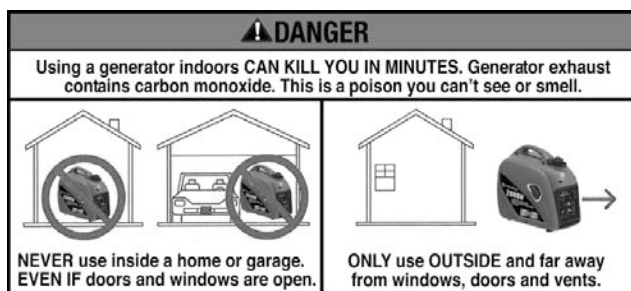 DANGER
Using a generator indoors CAN KILL YOU IN MINUTES. Generator exhaust
contains carbon monoxide. This is a poison you can't see or smell.
NEVER use inside a home or garage.
EVEN IF doors and windows are open.
ONLY use OUTSIDE and far away
from windows, doors and vents.